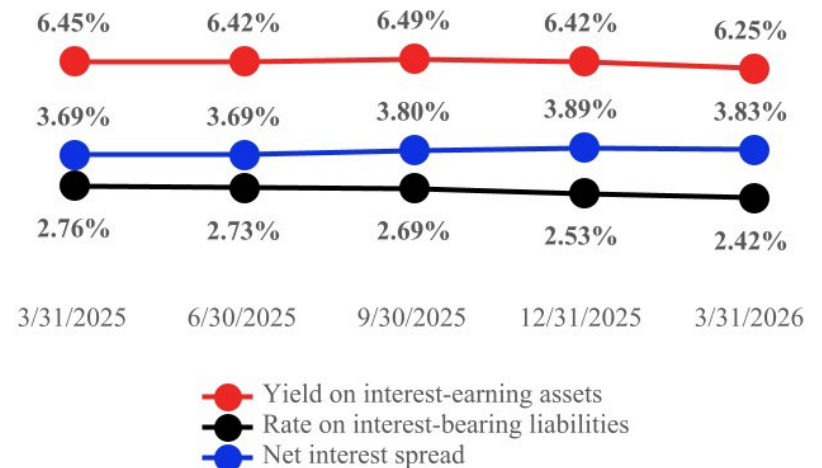 6.45% 6.42% 6.49% 6.42% 6.25%
3.69% 3.69% 3.80% 3.89% 3.83%
2.76% 2.73% 2.69% 2.53% 2.42%
3/31/2025 6/30/2025 9/30/2025 12/31/2025 3/31/2026
Yield on interest-earning assets
Rate on interest-bearing liabilities
Net interest spread